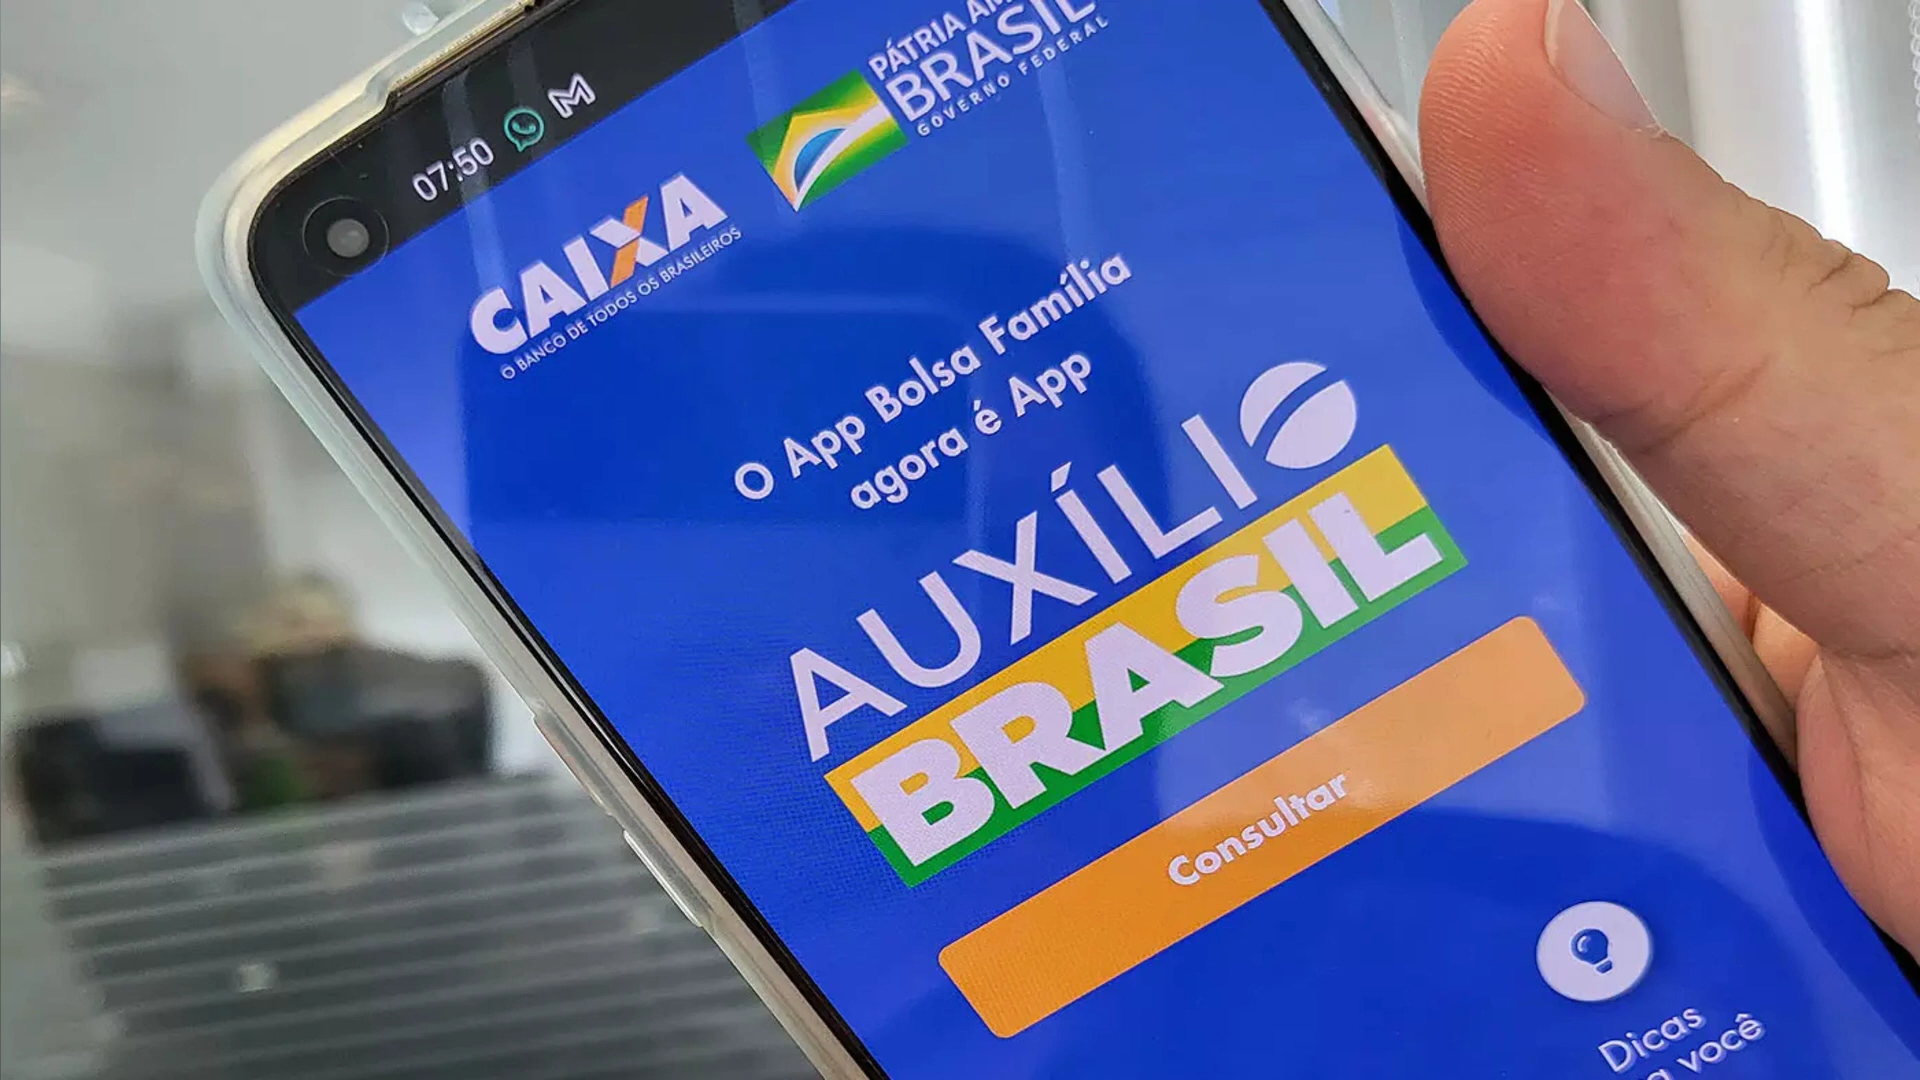 07:50
CAIXA
O BANCO DE TODOS OS BRASILEIROS
PÁTRIA
BRASIL
GOVERNO FEDERAL
O App Bolsa Família
agora é App
AUXÍLIO
BRASIL
Consultar
Dicas
você